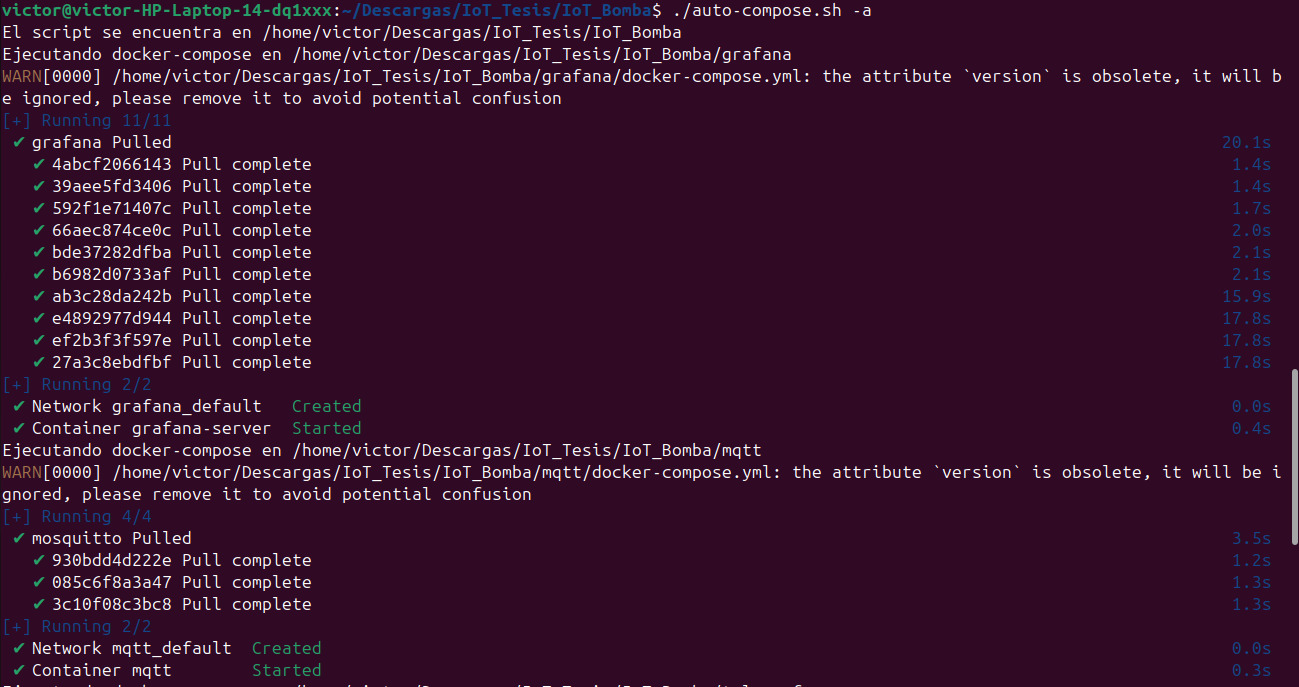 victor@victor-HP-Laptop-14-dq1xxx:~/Descargas/IoT_Tesis/IoT_Bomba$ ./auto-compose.sh -a
El script se encuentra en /home/victor/Descargas/IoT_Tesis/IoT_Bomba
Ejecutando docker-compose en /home/victor/Descargas/IoT_Tesis/IoT_Bomba/grafana
WARN[0000] /home/victor/Descargas/IoT_Tesis/IoT_Bomba/grafana/docker-compose.yml: the attribute `version` is obsolete, it will b
e ignored, please remove it to avoid potential confusion
[+] Running 11/11
✔ grafana Pulled 20.1s
✔ 4abcf2066143 Pull complete 1.4s
✔ 39aee5fd3406 Pull complete 1.4s
✔ 592f1e71407c Pull complete 1.7s
✔ 66aec874ce0c Pull complete 2.0s
✔ bde37282dfba Pull complete 2.1s
✔ b6982d0733af Pull complete 2.1s
✔ ab3c28da242b Pull complete 15.9s
✔ e4892977d944 Pull complete 17.8s
✔ ef2b3f3f597e Pull complete 17.8s
✔ 27a3c8ebdfbf Pull complete 17.8s
[+] Running 2/2
✔ Network grafana_default Created 0.0s
✔ Container grafana-server Started 0.4s
Ejecutando docker-compose en /home/victor/Descargas/IoT_Tesis/IoT_Bomba/mqtt
WARN[0000] /home/victor/Descargas/IoT_Tesis/IoT_Bomba/mqtt/docker-compose.yml: the attribute `version` is obsolete, it will be i
gnored, please remove it to avoid potential confusion
[+] Running 4/4
✔ mosquitto Pulled 3.5s
✔ 930bdd4d222e Pull complete 1.2s
✔ 085c6f8a3a47 Pull complete 1.3s
✔ 3c10f08c3bc8 Pull complete 1.3s
[+] Running 2/2
✔ Network mqtt_default Created 0.0s
✔ Container mqtt Started 0.3s